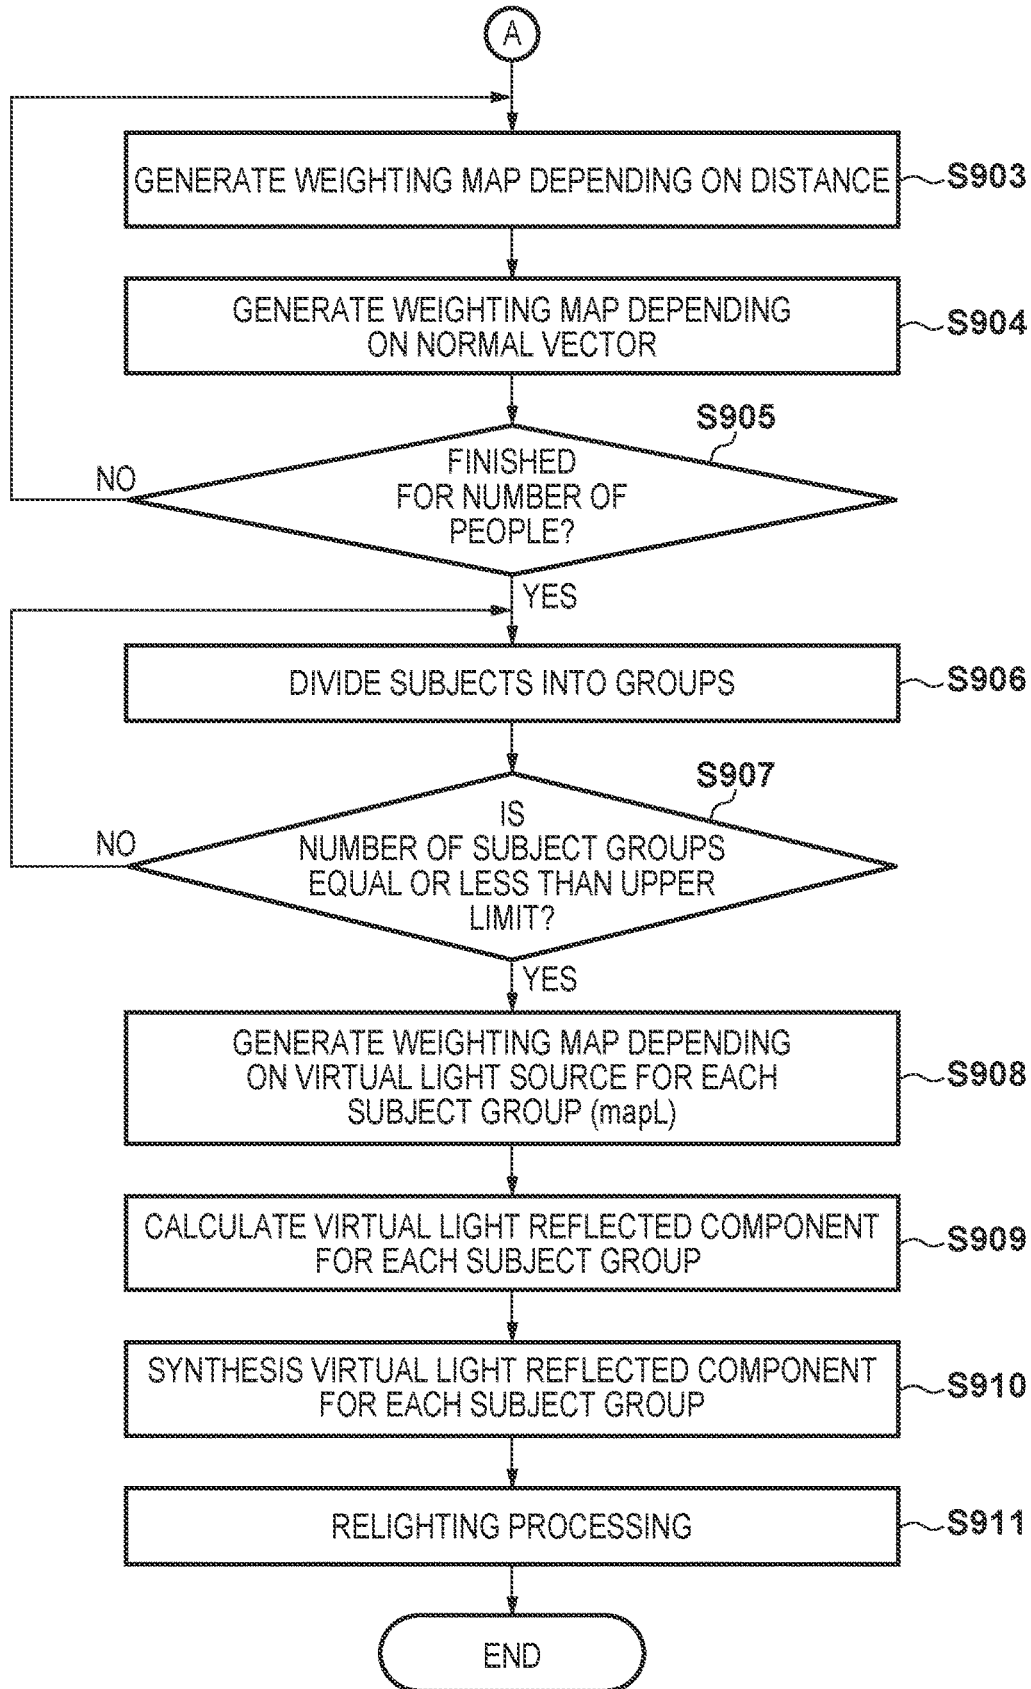 A
GENERATE WEIGHTING MAP DEPENDING ON DISTANCE
S903
GENERATE WEIGHTING MAP DEPENDING
ON NORMAL VECTOR
S904
S905
FINISHED
FOR NUMBER OF
PEOPLE?
NO
YES
DIVIDE SUBJECTS INTO GROUPS
S906
S907
IS
NUMBER OF SUBJECT GROUPS
EQUAL OR LESS THAN UPPER
LIMIT?
NO
YES
GENERATE WEIGHTING MAP DEPENDING
ON VIRTUAL LIGHT SOURCE FOR EACH
SUBJECT GROUP (mapL)
S908
CALCULATE VIRTUAL LIGHT REFLECTED COMPONENT
FOR EACH SUBJECT GROUP
S909
SYNTHESIS VIRTUAL LIGHT REFLECTED COMPONENT
FOR EACH SUBJECT GROUP
S910
RELIGHTING PROCESSING
S911
END